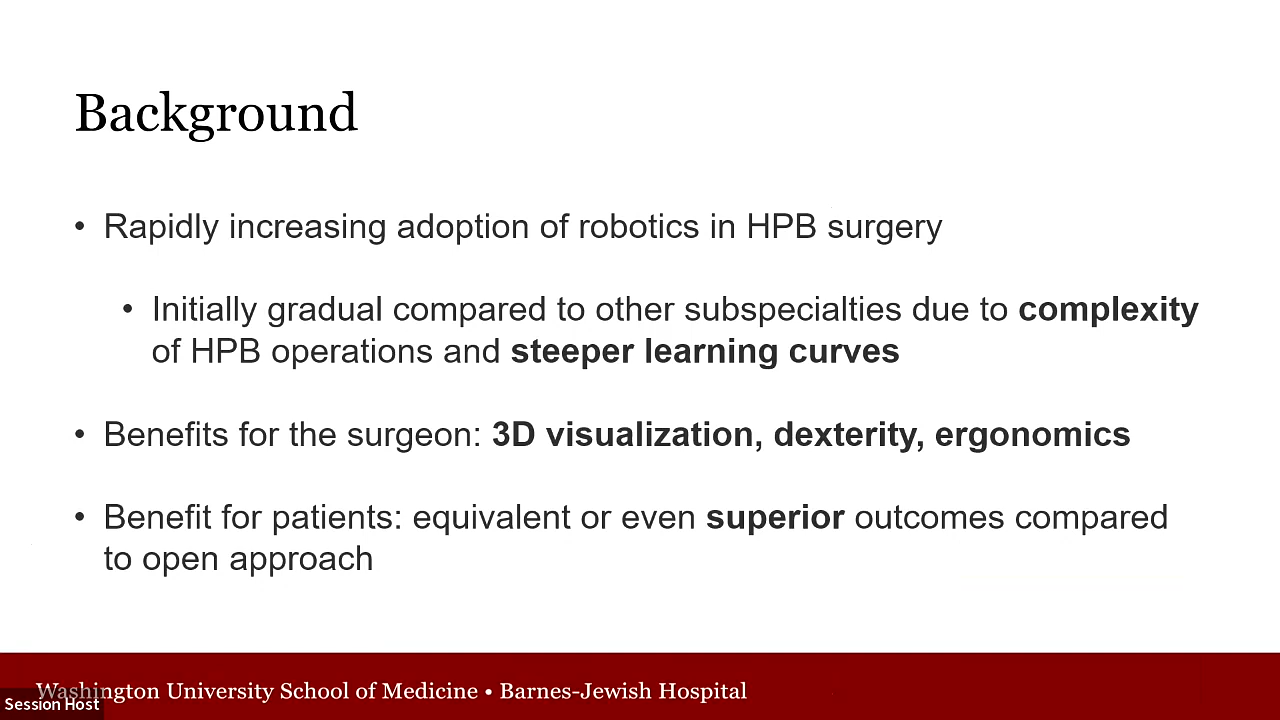 Background
• Rapidly increasing adoption of robotics in HPB surgery
• Initially gradual compared to other subspecialties due to complexity
of HPB operations and steeper learning curves
• Benefits for the surgeon: 3D visualization, dexterity, ergonomics
• Benefit for patients: equivalent or even superior outcomes compared
to open approach
Washington University School of Medicine • Barnes-Jewish Hospital
Session Host